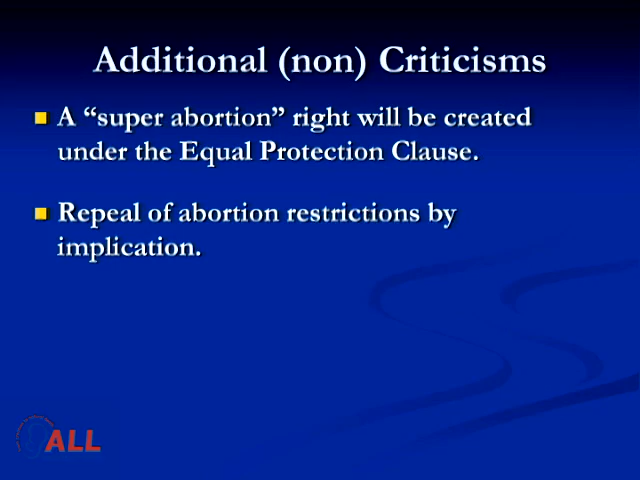 Additional (non) Criticisms
A “super abortion” right will be created
under the Equal Protection Clause.
Repeal of abortion restrictions by
implication.
ALL